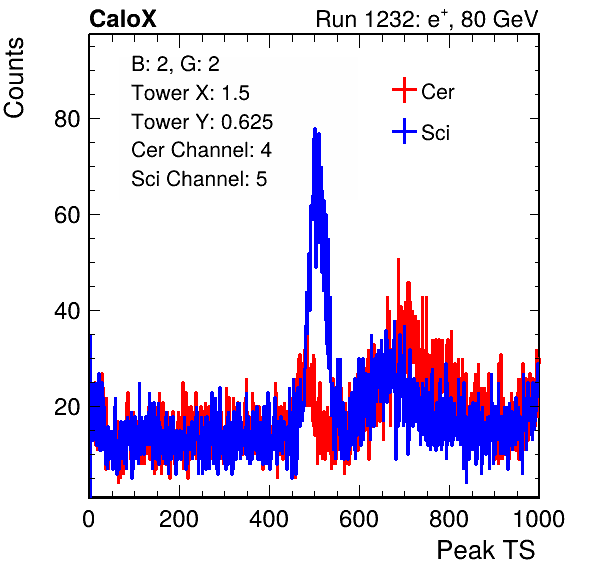 CaloX Run 1232: e⁺, 80 GeV
Counts
B: 2, G: 2
Tower X: 1.5
Tower Y: 0.625
Cer Channel: 4
Sci Channel: 5
Cer
Sci
80
60
40
20
0 200 400 600 800 1000
Peak TS